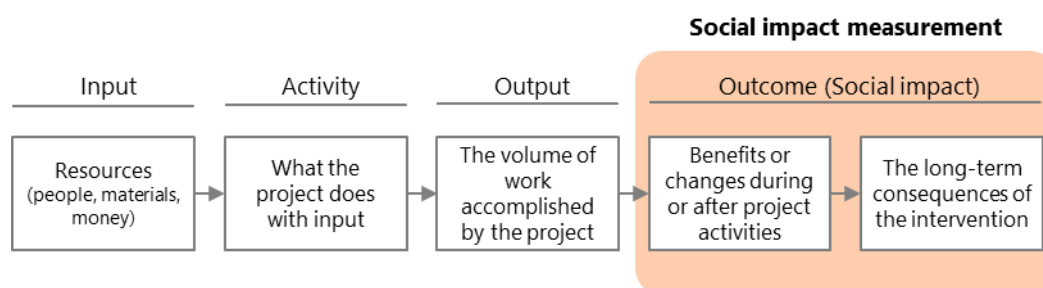 Social impact measurement
Input
Activity
Output
Outcome (Social impact)
Resources
(people, materials,
money)
What the
project does
with input
The volume of
work
accomplished
by the project
Benefits or
changes during
or after project
activities
The long-term
consequences of
the intervention